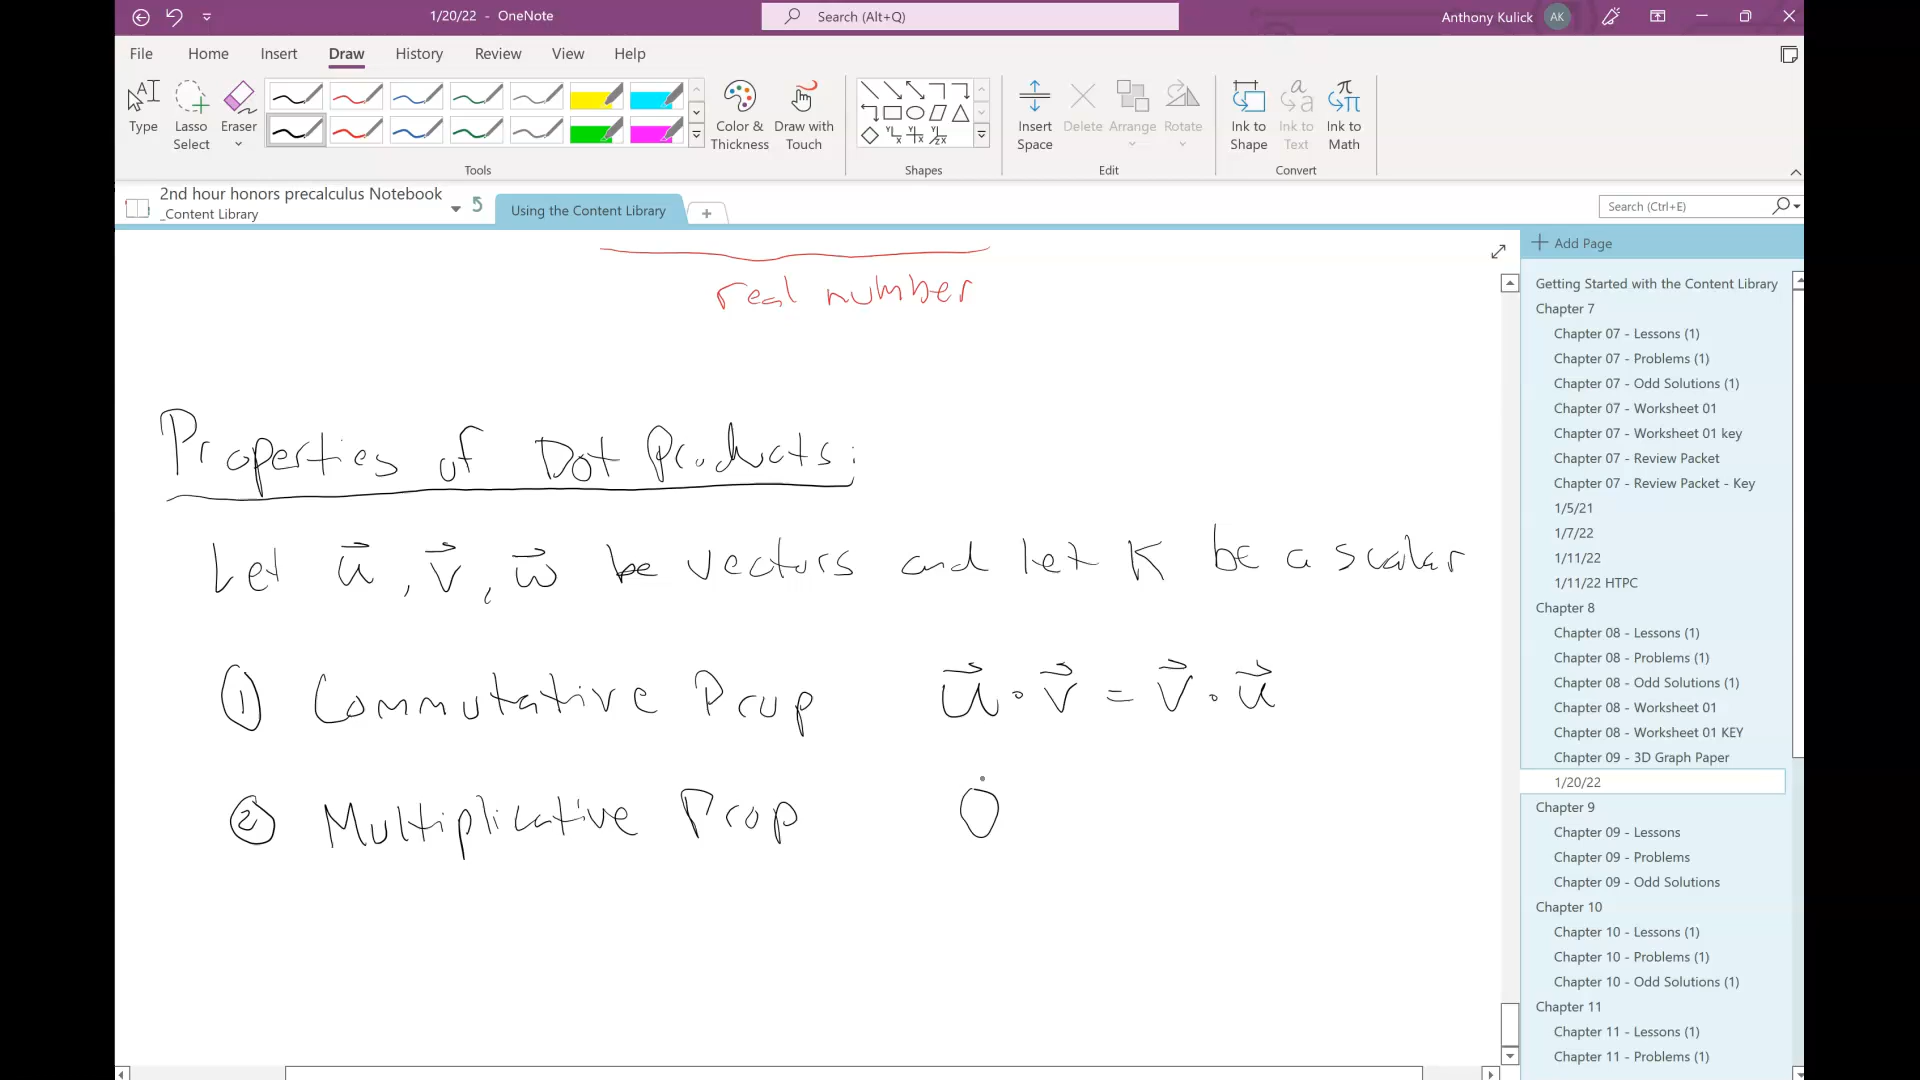 1/20/22 - OneNote
Search (Alt+Q)
Anthony Kulick
AK
File Home Insert Draw History Review View Help
Type
Lasso Select
Eraser
Color & Thickness
Draw with Touch
Insert Space
Delete
Arrange
Rotate
Ink to Shape
Ink to Text
Ink to Math
Tools Shapes Edit Convert
2nd hour honors precalculus Notebook
_Content Library
Using the Content Library
Search (Ctrl+E)
real number
Properties of Dot Products:
Let u⃗, v⃗, w⃗ be vectors and let K be a scalar
① Commutative Prop u⃗ · v⃗ = v⃗ · u⃗
② Multiplicative Prop 0
Add Page
Getting Started with the Content Library
Chapter 7
Chapter 07 - Lessons (1)
Chapter 07 - Problems (1)
Chapter 07 - Odd Solutions (1)
Chapter 07 - Worksheet 01
Chapter 07 - Worksheet 01 key
Chapter 07 - Review Packet
Chapter 07 - Review Packet - Key
1/5/21
1/7/22
1/11/22
1/11/22 HTPC
Chapter 8
Chapter 08 - Lessons (1)
Chapter 08 - Problems (1)
Chapter 08 - Odd Solutions (1)
Chapter 08 - Worksheet 01
Chapter 08 - Worksheet 01 KEY
Chapter 09 - 3D Graph Paper
1/20/22
Chapter 9
Chapter 09 - Lessons
Chapter 09 - Problems
Chapter 09 - Odd Solutions
Chapter 10
Chapter 10 - Lessons (1)
Chapter 10 - Problems (1)
Chapter 10 - Odd Solutions (1)
Chapter 11
Chapter 11 - Lessons (1)
Chapter 11 - Problems (1)